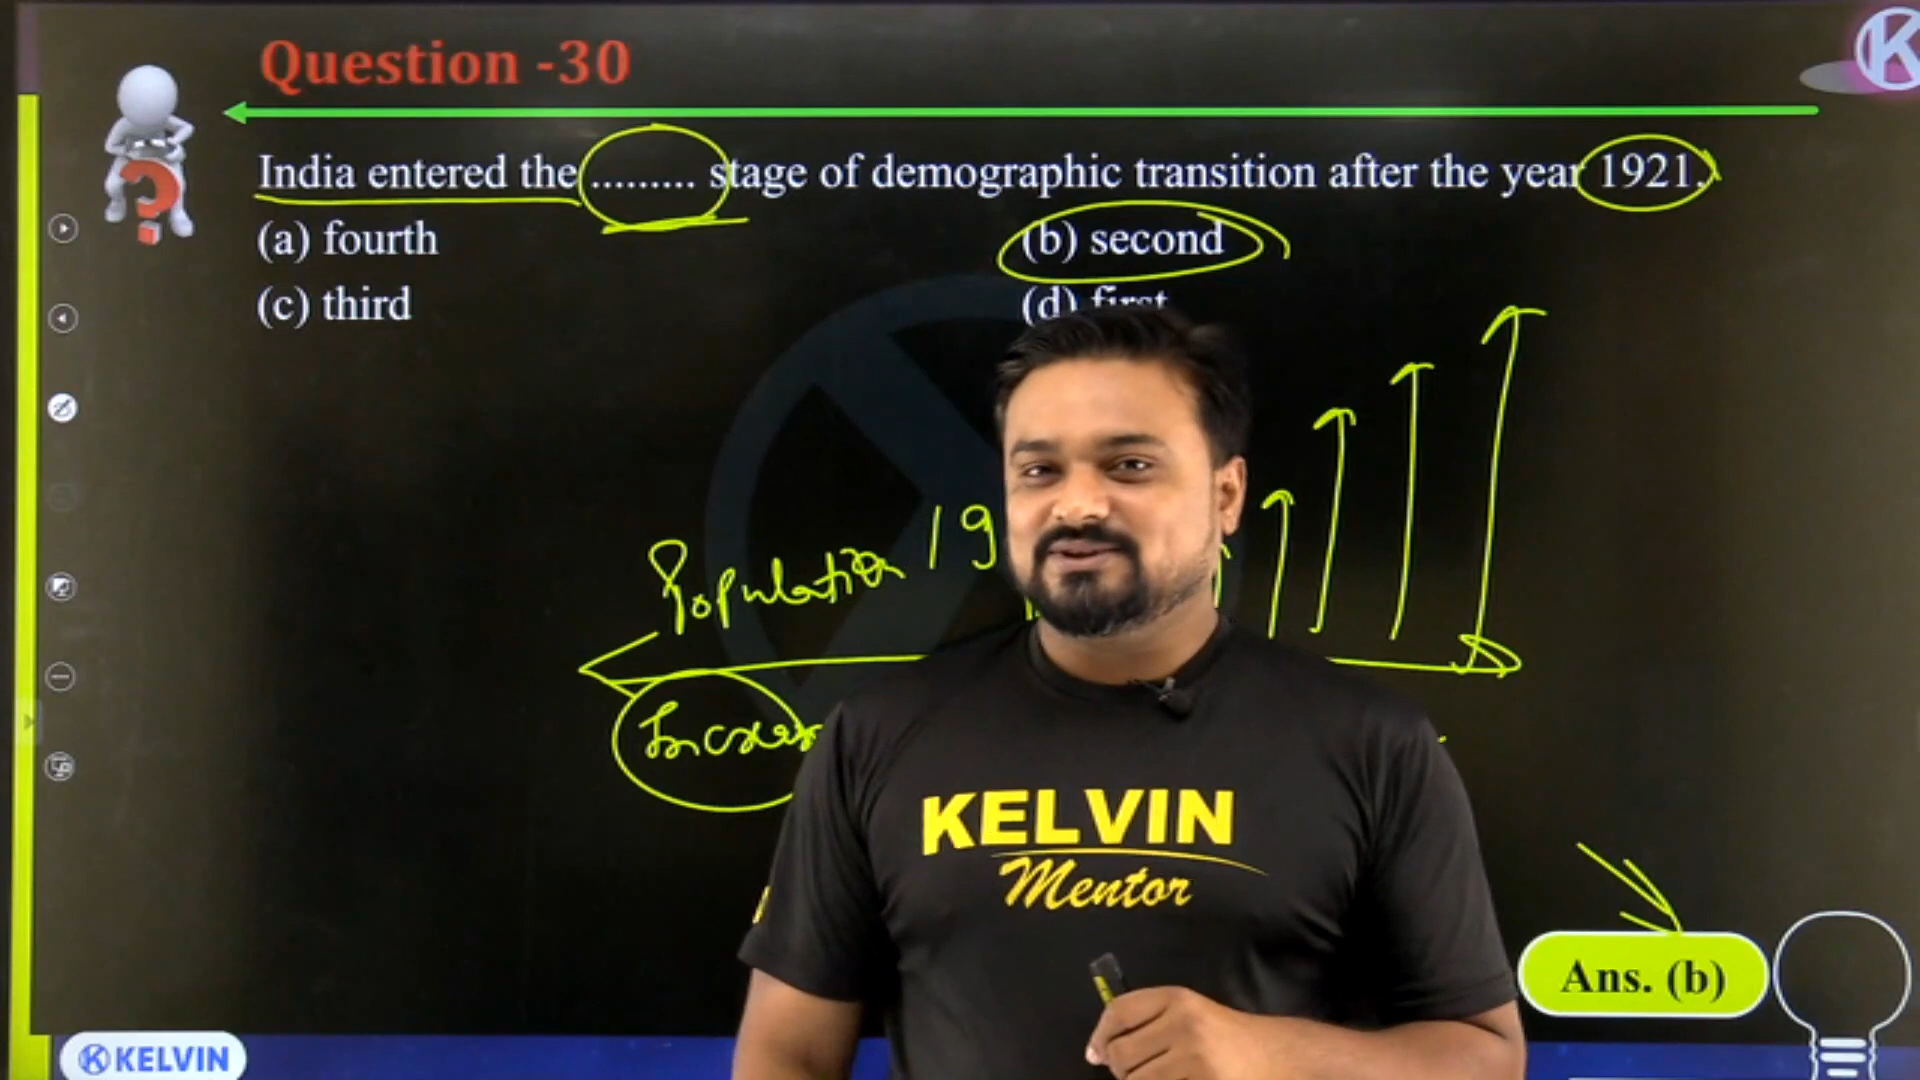 Question -30
India entered the ......... stage of demographic transition after the year 1921.
(a) fourth
(b) second
(c) third
(d) first
Population 19
KELVIN
Mentor
Ans. (b)
KELVIN